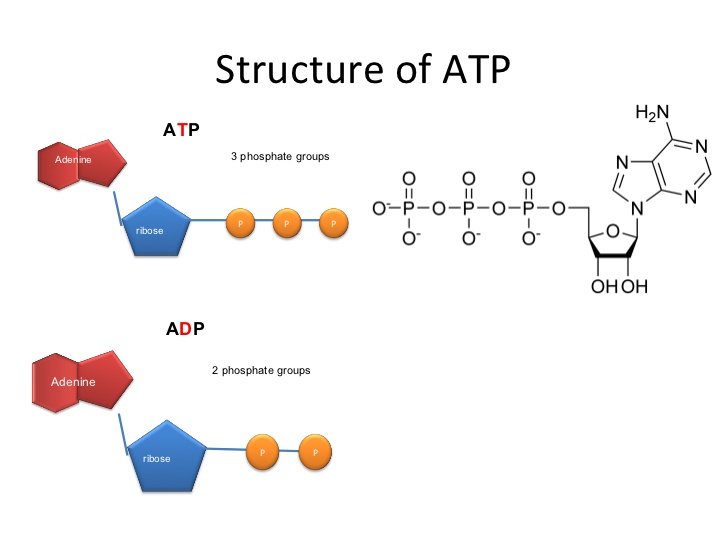 Structure of ATP
ATP
3 phosphate groups
Adenine
ribose
P P P
H2N
N N
N N
O O O
O- P O P O P O
O- O- O-
O
OH OH
ADP
2 phosphate groups
Adenine
ribose
P P